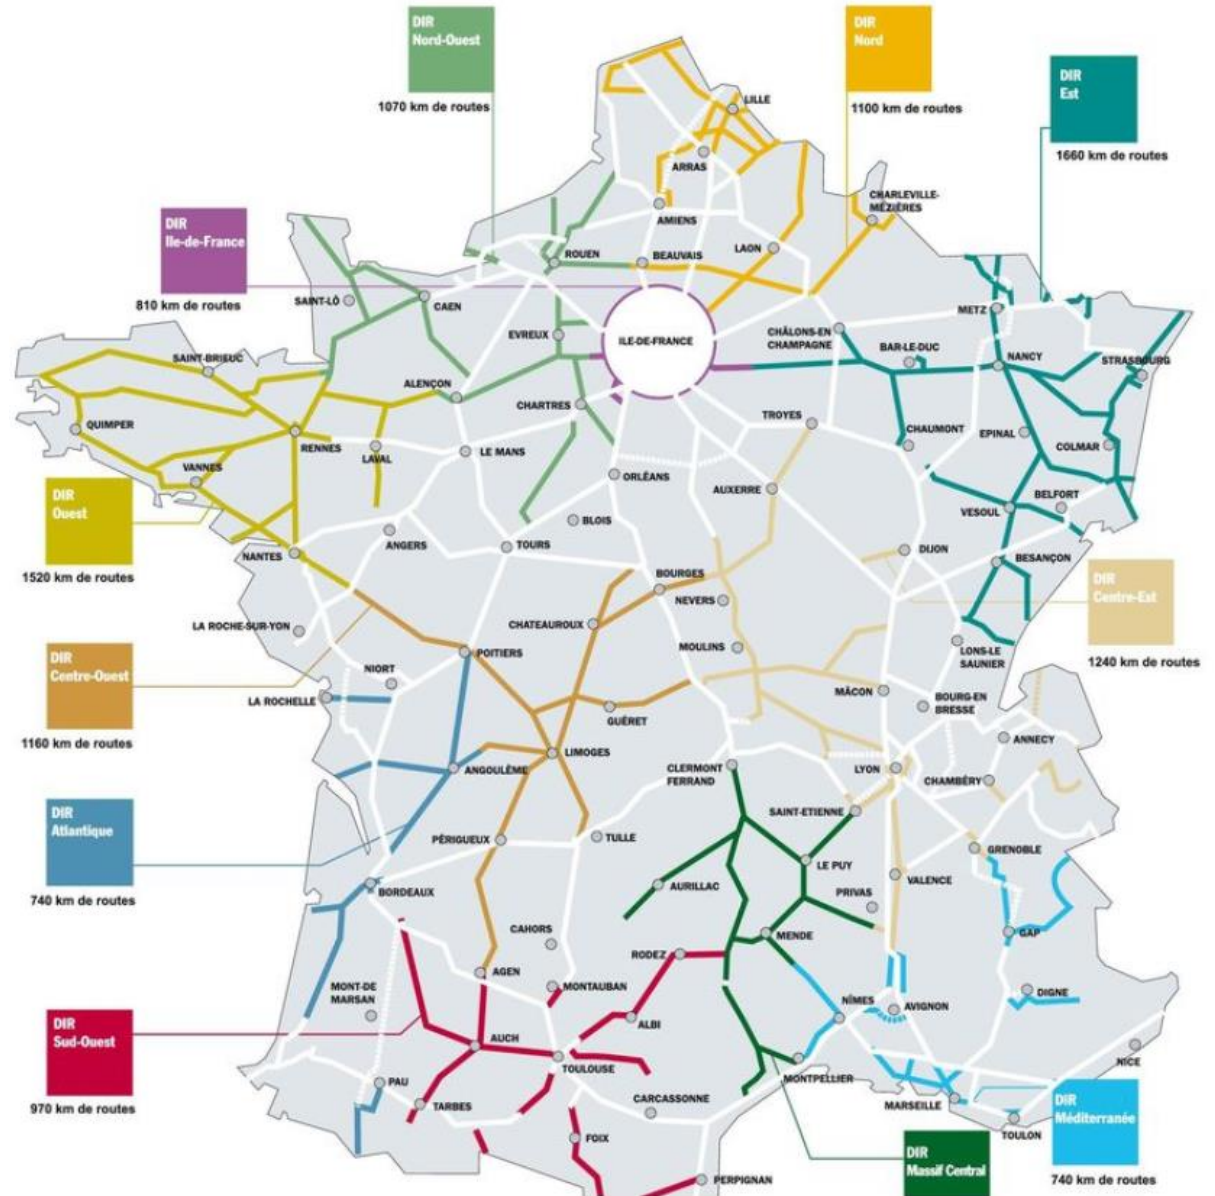 DIR
Nord-Ouest
1070 km de routes
DIR
Nord
1100 km de routes
DIR
Est
1660 km de routes
DIR
Ile-de-France
810 km de routes
LILLE
ARRAS
AMIENS
CHARLEVILLE-
MÉZIÈRES
ROUEN
BEAUVAIS
LAON
SAINT-LÔ
CAEN
METZ
EVREUX
ILE-DE-FRANCE
CHÂLONS-EN
CHAMPAGNE
BAR-LE-DUC
NANCY
STRASBOURG
SAINT-BRIEUC
ALENÇON
CHARTRES
TROYES
CHAUMONT
EPINAL
COLMAR
QUIMPER
RENNES
LAVAL
LE MANS
VANNES
ORLÉANS
AUXERRE
BELFORT
VESOUL
DIR
Ouest
1520 km de routes
BLOIS
NANTES
ANGERS
TOURS
DIJON
BESANÇON
BOURGES
NEVERS
DIR
Centre-Est
1240 km de routes
LA ROCHE-SUR-YON
CHATEAUROUX
MOULINS
LONS-LE
SAUNIER
DIR
Centre-Ouest
1160 km de routes
POITIERS
NIORT
LA ROCHELLE
GUÉRET
MÂCON
BOURG-EN
BRESSE
ANNECY
LIMOGES
ANGOULÊME
CLERMONT
FERRAND
LYON
CHAMBÉRY
DIR
Atlantique
740 km de routes
SAINT-ETIENNE
PÉRIGUEUX
TULLE
GRENOBLE
LE PUY
VALENCE
BORDEAUX
AURILLAC
PRIVAS
CAHORS
MENDE
GAP
RODEZ
AGEN
MONTAUBAN
MONT-DE
MARSAN
NÎMES
AVIGNON
DIGNE
ALBI
DIR
Sud-Ouest
970 km de routes
AUCH
TOULOUSE
NICE
PAU
TARBES
MONTPELLIER
CARCASSONNE
MARSEILLE
TOULON
DIR
Méditerranée
740 km de routes
FOIX
DIR
Massif Central
PERPIGNAN